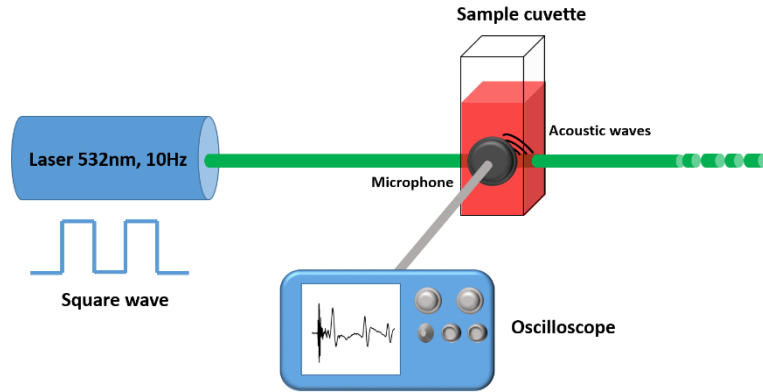 Sample cuvette
Acoustic waves
Laser 532nm, 10Hz
Microphone
Square wave
Oscilloscope